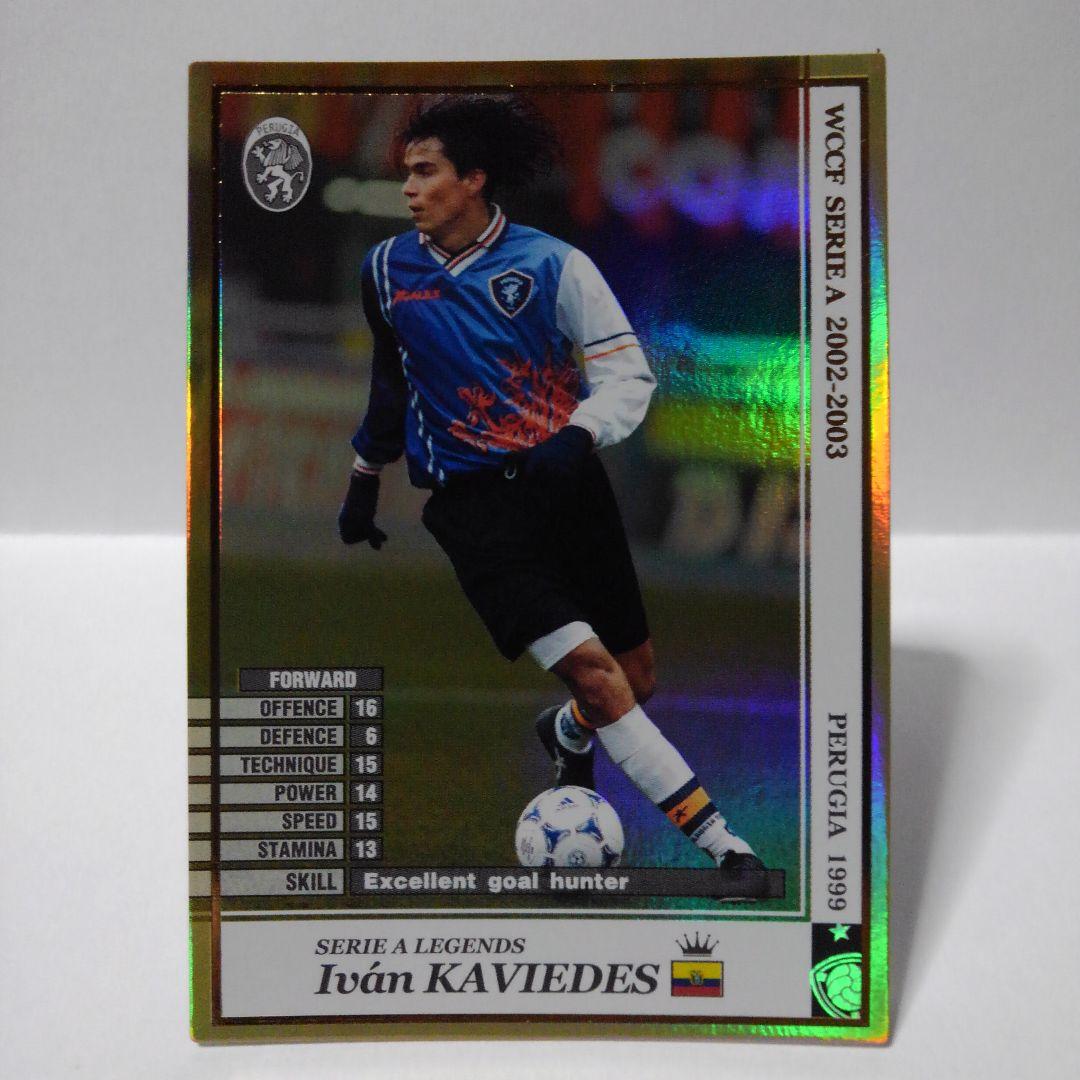 PERUGIA
WCCF SERIE A 2002-2003
PERUGIA 1999
FORWARD
OFFENCE 16
DEFENCE 6
TECHNIQUE 15
POWER 14
SPEED 15
STAMINA 13
SKILL Excellent goal hunter
SERIE A LEGENDS
Iván KAVIEDES